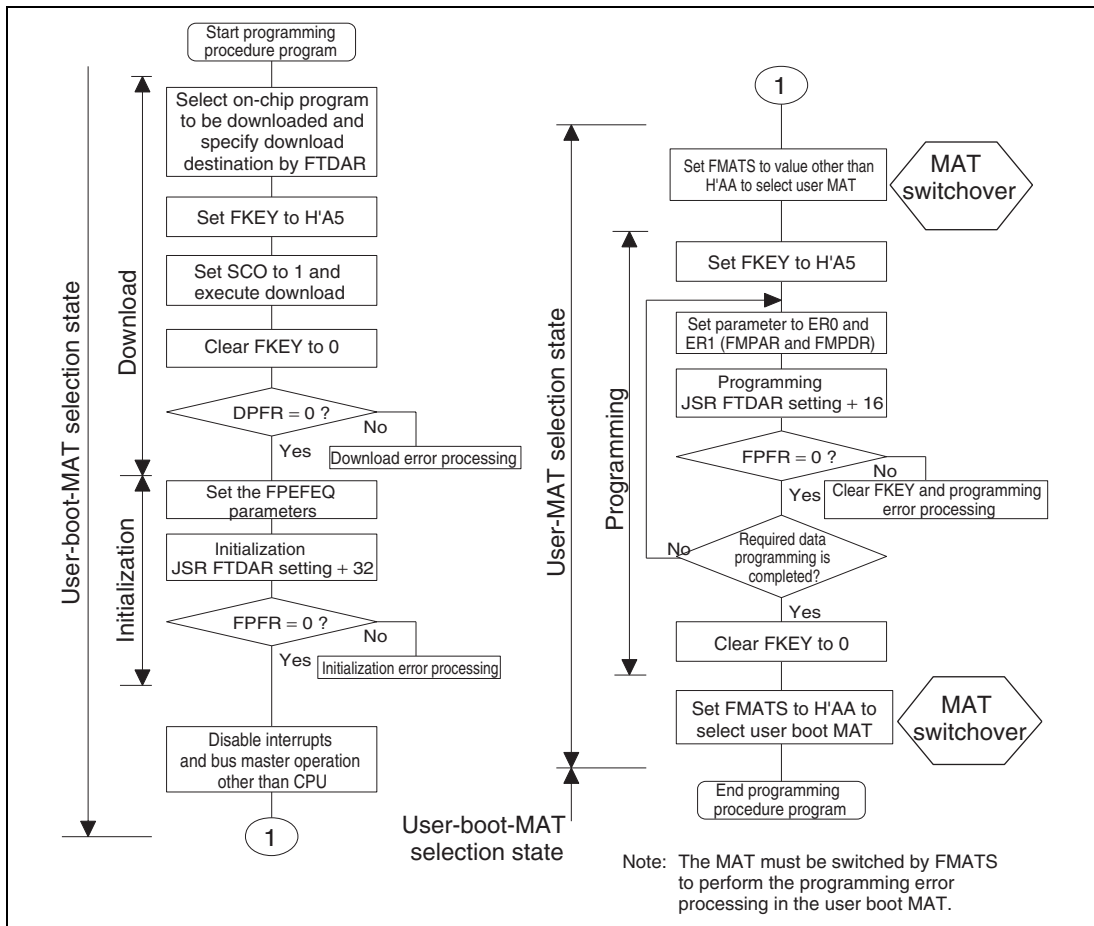 Start programming
procedure program
Select on-chip program
to be downloaded and
specify download
destination by FTDAR
Set FKEY to H'A5
Set SCO to 1 and
execute download
Clear FKEY to 0
DPFR = 0 ?
No
Yes
Download error processing
Set the FPEFEQ
parameters
Initialization
JSR FTDAR setting + 32
FPFR = 0 ?
No
Yes
Initialization error processing
Disable interrupts
and bus master operation
other than CPU
1
Download
Initialization
User-boot-MAT selection state
1
Set FMATS to value other than
H'AA to select user MAT
MAT
switchover
Set FKEY to H'A5
Set parameter to ER0 and
ER1 (FMPAR and FMPDR)
Programming
JSR FTDAR setting + 16
FPFR = 0 ?
No
Yes
Clear FKEY and programming
error processing
Required data
programming is
completed?
No
Yes
Clear FKEY to 0
Set FMATS to H'AA to
select user boot MAT
MAT
switchover
End programming
procedure program
Programming
User-MAT selection state
User-boot-MAT
selection state
Note: The MAT must be switched by FMATS
to perform the programming error
processing in the user boot MAT.